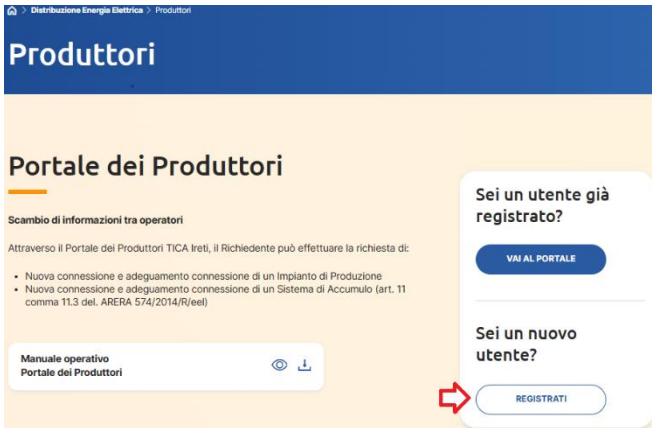 > Distribuzione Energia Elettrica > Produttori
Produttori
Portale dei Produttori
Scambio di informazioni tra operatori
Attraverso il Portale dei Produttori TICA Ireti, il Richiedente può effettuare la richiesta di:
• Nuova connessione e adeguamento connessione di un Impianto di Produzione
• Nuova connessione e adeguamento connessione di un Sistema di Accumulo (art. 11
comma 11.3 del. ARERA 574/2014/R/eel)
Manuale operativo
Portale dei Produttori
Sei un utente già
registrato?
VAI AL PORTALE
Sei un nuovo
utente?
REGISTRATI